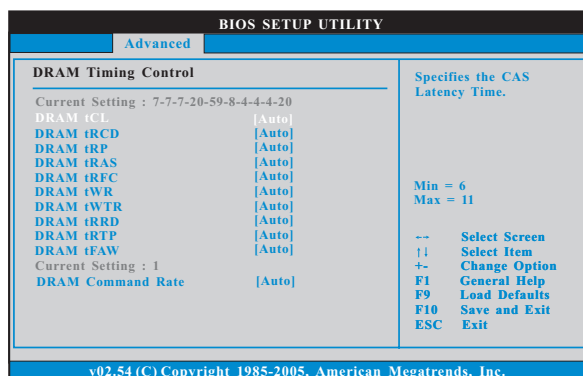 BIOS SETUP UTILITY
Advanced
DRAM Timing Control
Current Setting : 7-7-7-20-59-8-4-4-4-20
DRAM tCL [Auto]
DRAM tRCD [Auto]
DRAM tRP [Auto]
DRAM tRAS [Auto]
DRAM tRFC [Auto]
DRAM tWR [Auto]
DRAM tWTR [Auto]
DRAM tRRD [Auto]
DRAM tRTP [Auto]
DRAM tFAW [Auto]
Current Setting : 1
DRAM Command Rate [Auto]
Specifies the CAS
Latency Time.
Min = 6
Max = 11
←→ Select Screen
↑↓ Select Item
+- Change Option
F1 General Help
F9 Load Defaults
F10 Save and Exit
ESC Exit
v02.54 (C) Copyright 1985-2005, American Megatrends, Inc.